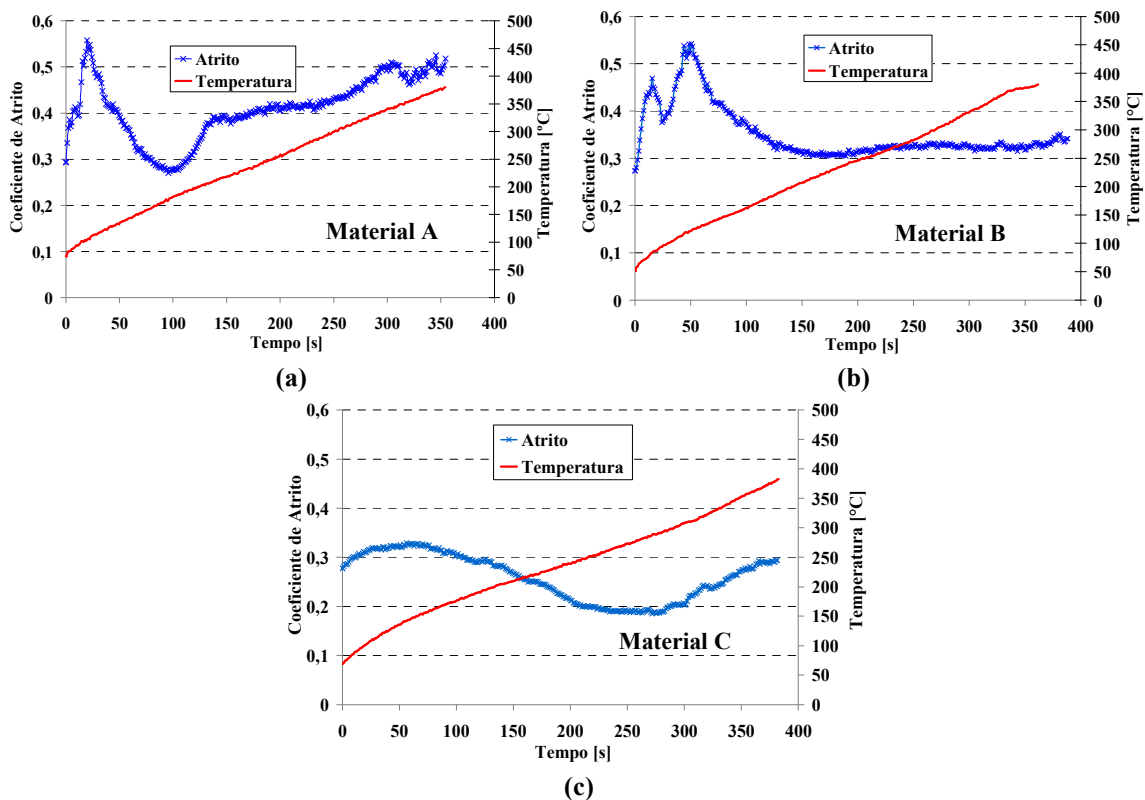 Coeficiente de Atrito
0,6
0,5
0,4
0,3
0,2
0,1
0
Atrito
Temperatura
Material A
500
450
400
350
300
250
200
150
100
50
0
Temperatura [°C]
0 50 100 150 200 250 300 350 400
Tempo [s]
(a)
Coeficiente de Atrito
0,6
0,5
0,4
0,3
0,2
0,1
0
Atrito
Temperatura
Material B
500
450
400
350
300
250
200
150
100
50
0
Temperatura [°C]
0 50 100 150 200 250 300 350 400
Tempo [s]
(b)
Coeficiente de Atrito
0,6
0,5
0,4
0,3
0,2
0,1
0
Atrito
Temperatura
Material C
500
450
400
350
300
250
200
150
100
50
0
Temperatura [°C]
0 50 100 150 200 250 300 350 400
Tempo [s]
(c)